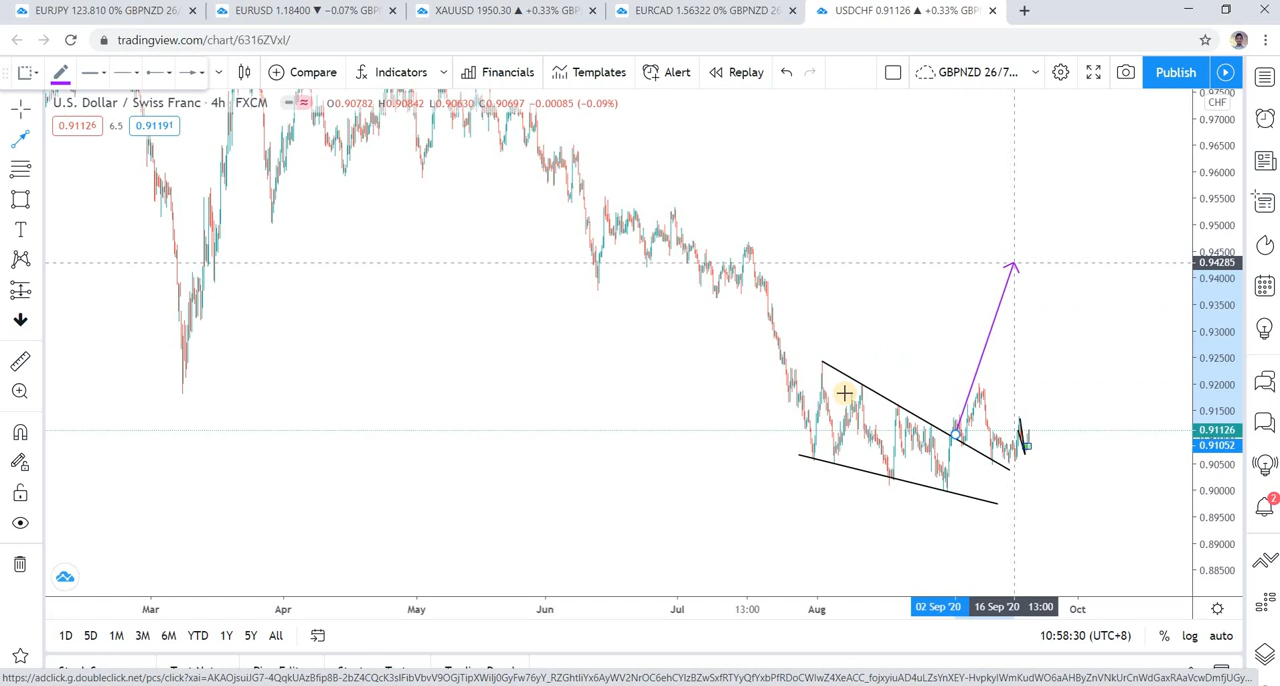 EURJPY 123.810 0% GBPNZD 26/
EURUSD 1.18400 ▼ −0.07% GBP
XAUUSD 1950.30 ▲ +0.33% GBP
EURCAD 1.56322 0% GBPNZD 26
USDCHF 0.91126 ▲ +0.33% GBP
tradingview.com/chart/6316ZVxI/
Compare
Indicators
Financials
Templates
Alert
Replay
GBPNZD 26/7...
Publish
U.S. Dollar / Swiss Franc · 4h FXCM
O0.90782 H0.90842 L0.90630 C0.90697 −0.00085 (−0.09%)
0.91126 6.5 0.91191
0.97500
CHF
0.97000
0.96500
0.96000
0.95500
0.95000
0.94500
0.94285
0.94000
0.93500
0.93000
0.92500
0.92000
0.91500
0.91126
0.91052
0.90500
0.90000
0.89500
0.89000
0.88500
2
Mar
Apr
May
Jun
Jul
13:00
Aug
02 Sep '20
16 Sep '20 13:00
Oct
1D 5D 1M 3M 6M YTD 1Y 5Y All
10:58:30 (UTC+8)
% log auto